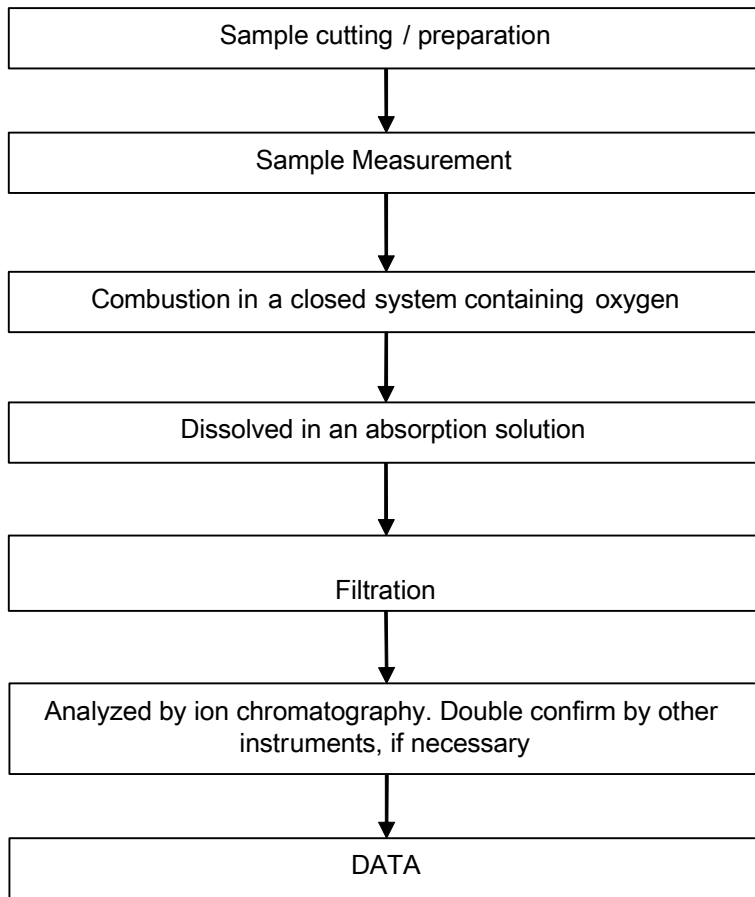 Sample cutting / preparation
Sample Measurement
Combustion in a closed system containing oxygen
Dissolved in an absorption solution
Filtration
Analyzed by ion chromatography. Double confirm by other
instruments, if necessary
DATA